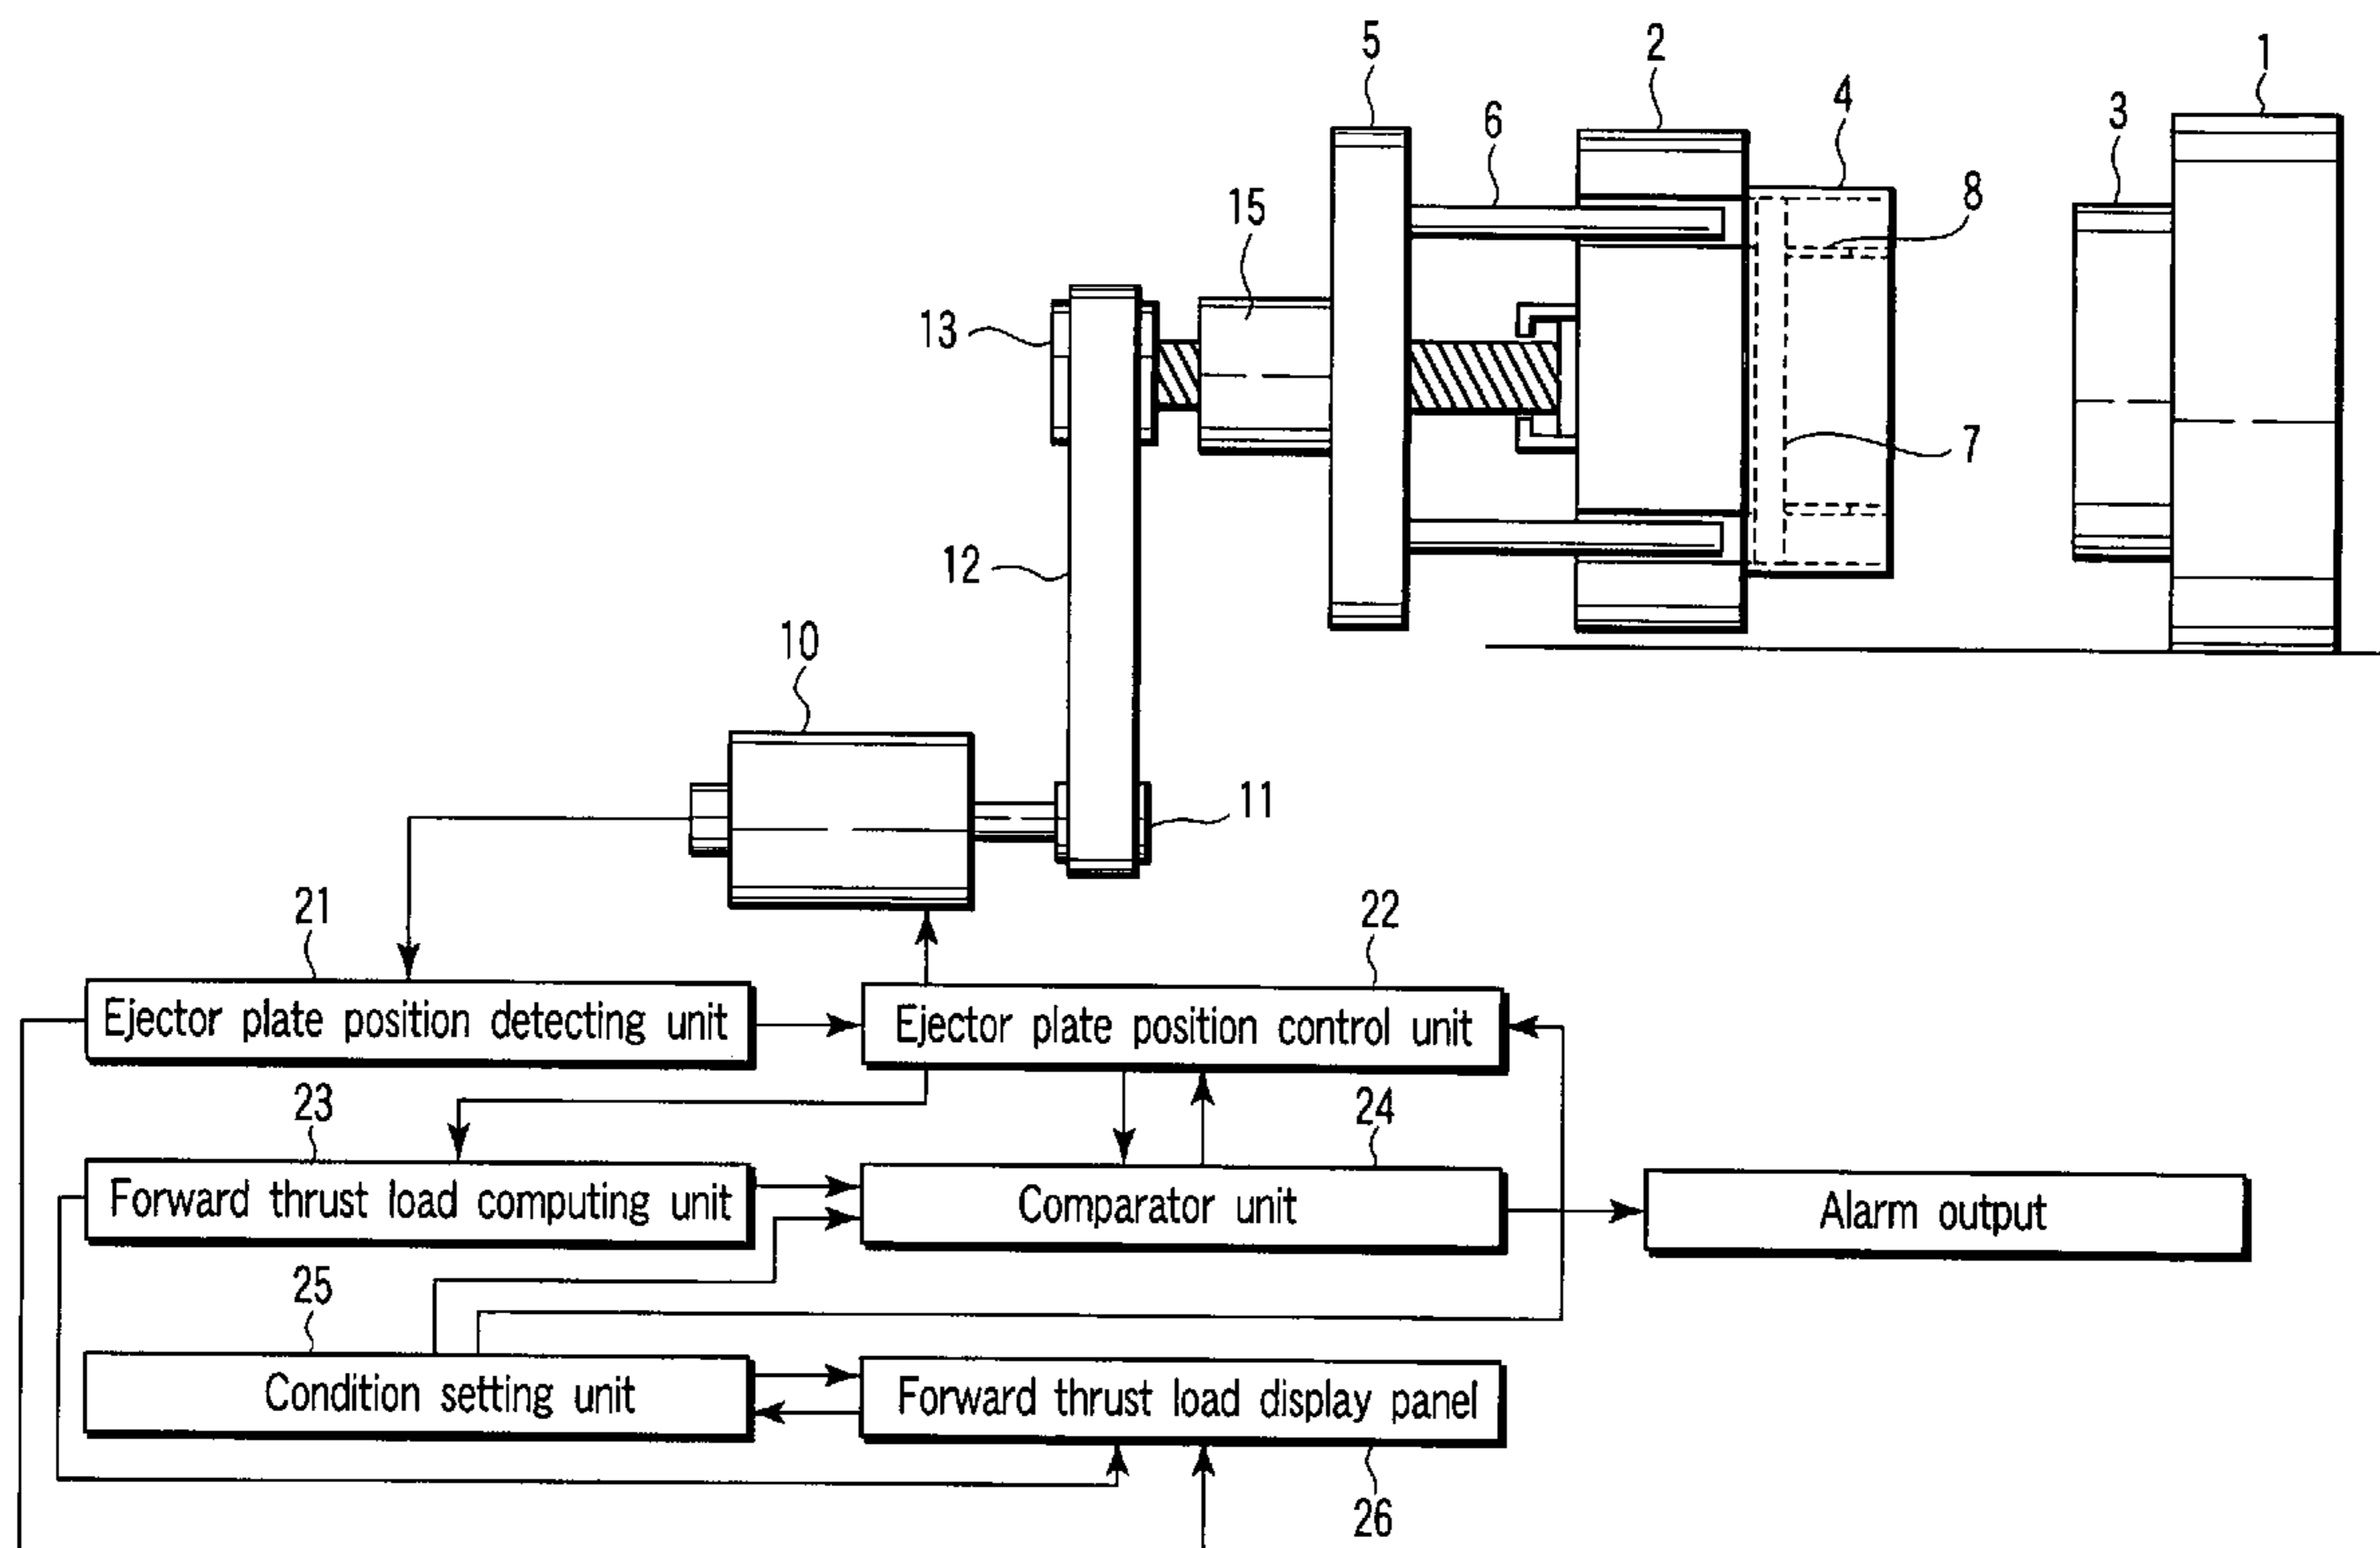 5
2
1
4
3
6
8
15
13
7
12
10
11
21
22
Ejector plate position detecting unit
Ejector plate position control unit
23
24
Forward thrust load computing unit
Comparator unit
Alarm output
25
Condition setting unit
Forward thrust load display panel
26